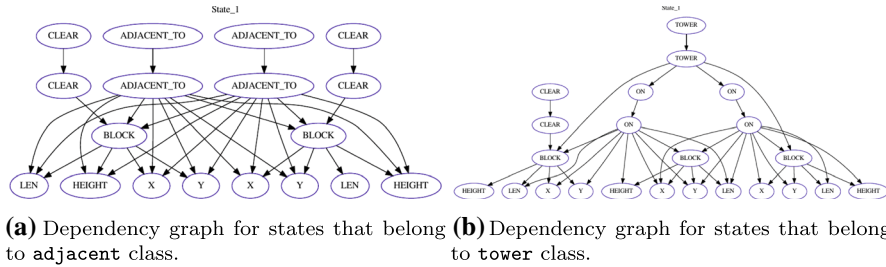 State_1
CLEAR ADJACENT_TO ADJACENT_TO CLEAR
CLEAR ADJACENT_TO ADJACENT_TO CLEAR
BLOCK BLOCK
LEN HEIGHT X Y X Y LEN HEIGHT
(a) Dependency graph for states that belong
to adjacent class.
State_1
TOWER
TOWER
CLEAR ON ON
CLEAR ON ON
BLOCK BLOCK BLOCK
HEIGHT LEN X Y HEIGHT X Y LEN X Y LEN HEIGHT
(b) Dependency graph for states that belong
to tower class.